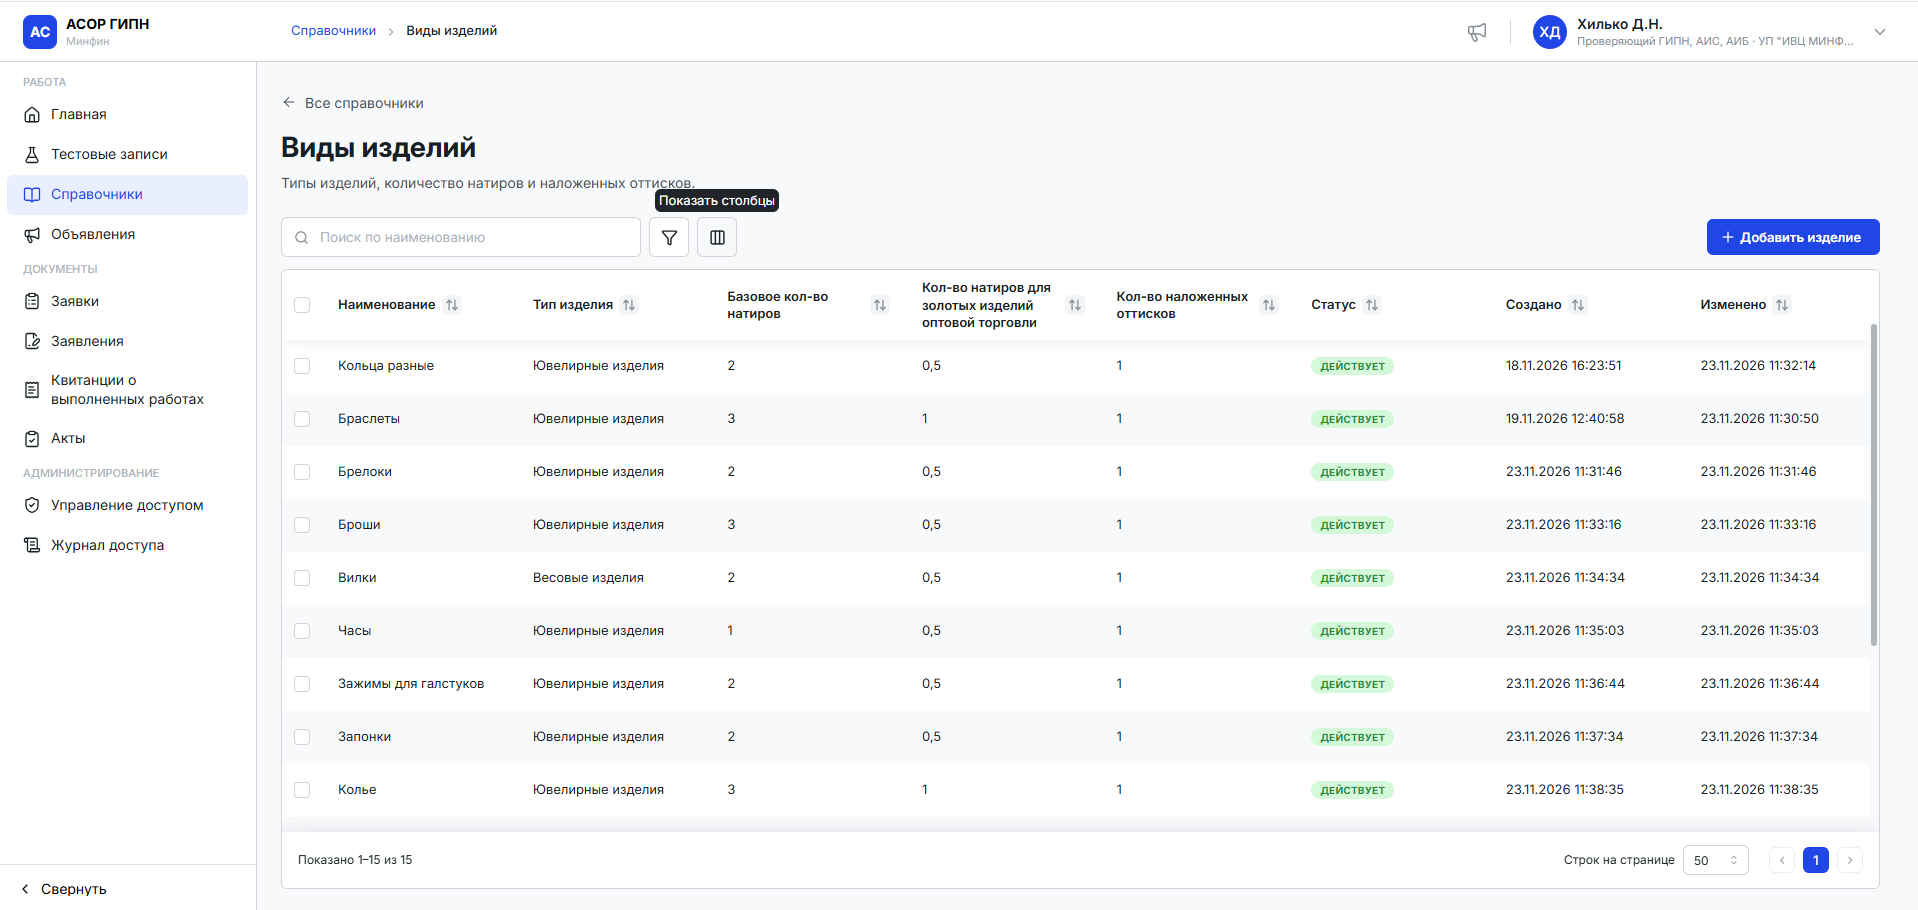 АС
АСОР ГИПН
Минфин
Справочники
Виды изделий
ХД
Хилько Д.Н.
Проверяющий ГИПН, АИС, АИБ · УП "ИВЦ МИНФ...
РАБОТА
Главная
Тестовые записи
Справочники
Объявления
ДОКУМЕНТЫ
Заявки
Заявления
Квитанции о
выполненных работах
Акты
АДМИНИСТРИРОВАНИЕ
Управление доступом
Журнал доступа
Свернуть
Все справочники
Виды изделий
Типы изделий, количество натиров и наложенных оттисков.
Показать столбцы
Поиск по наименованию
+ Добавить изделие
Наименование Тип изделия Базовое кол-во натиров Кол-во натиров для золотых изделий оптовой торговли Кол-во наложенных оттисков Статус Создано Изменено
Кольца разные Ювелирные изделия 2 0,5 1 ДЕЙСТВУЕТ 18.11.2026 16:23:51 23.11.2026 11:32:14
Браслеты Ювелирные изделия 3 1 1 ДЕЙСТВУЕТ 19.11.2026 12:40:58 23.11.2026 11:30:50
Брелоки Ювелирные изделия 2 0,5 1 ДЕЙСТВУЕТ 23.11.2026 11:31:46 23.11.2026 11:31:46
Броши Ювелирные изделия 3 0,5 1 ДЕЙСТВУЕТ 23.11.2026 11:33:16 23.11.2026 11:33:16
Вилки Весовые изделия 2 0,5 1 ДЕЙСТВУЕТ 23.11.2026 11:34:34 23.11.2026 11:34:34
Часы Ювелирные изделия 1 0,5 1 ДЕЙСТВУЕТ 23.11.2026 11:35:03 23.11.2026 11:35:03
Зажимы для галстуков Ювелирные изделия 2 0,5 1 ДЕЙСТВУЕТ 23.11.2026 11:36:44 23.11.2026 11:36:44
Запонки Ювелирные изделия 2 0,5 1 ДЕЙСТВУЕТ 23.11.2026 11:37:34 23.11.2026 11:37:34
Колье Ювелирные изделия 3 1 1 ДЕЙСТВУЕТ 23.11.2026 11:38:35 23.11.2026 11:38:35
Показано 1–15 из 15
Строк на странице 50 1